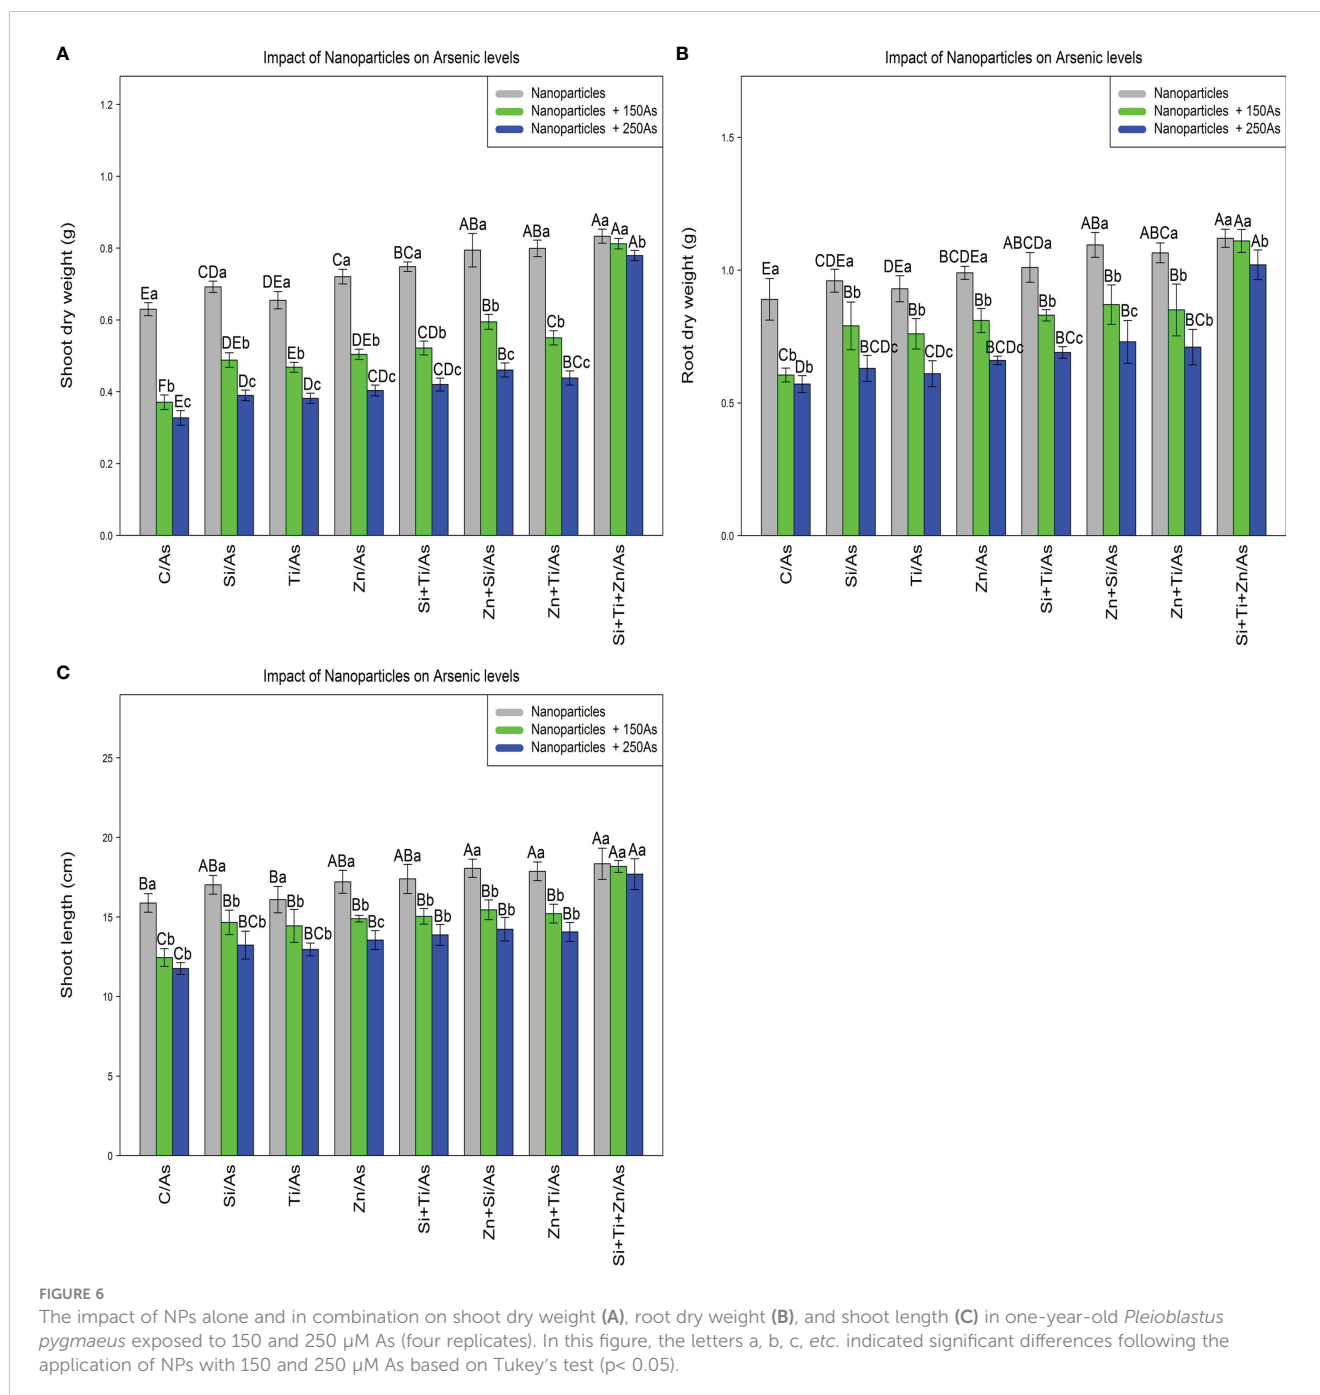 A
Impact of Nanoparticles on Arsenic levels
Nanoparticles
Nanoparticles + 150As
Nanoparticles + 250As
Shoot dry weight (g)
1.2
1.0
0.8
0.6
0.4
0.2
0.0
Ea
Fb
Ec
CDa
DEb
Dc
DEa
Eb
Dc
Ca
DEb
CDc
BCa
CDb
CDc
ABa
Bb
Bc
ABa
Cb
BCc
Aa
Aa
Ab
C/As
Si/As
Ti/As
Zn/As
Si+Ti/As
Zn+Si/As
Zn+Ti/As
Si+Ti+Zn/As
B
Impact of Nanoparticles on Arsenic levels
Nanoparticles
Nanoparticles + 150As
Nanoparticles + 250As
Root dry weight (g)
1.5
1.0
0.5
0.0
Ea
Cb
Db
CDEa
Bb
BCDc
DEa
Bb
CDc
BCDEa
Bb
BCDc
ABCDa
Bb
BCc
ABa
Bb
Bc
ABCa
Bb
BCb
Aa
Aa
Ab
C/As
Si/As
Ti/As
Zn/As
Si+Ti/As
Zn+Si/As
Zn+Ti/As
Si+Ti+Zn/As
C
Impact of Nanoparticles on Arsenic levels
Nanoparticles
Nanoparticles + 150As
Nanoparticles + 250As
Shoot length (cm)
25
20
15
10
5
0
Ba
Cb
Cb
ABa
Bb
BCb
Ba
Bb
BCb
ABa
Bb
Bc
ABa
Bb
Bb
Aa
Bb
Bb
Aa
Bb
Bb
Aa
Aa
Aa
C/As
Si/As
Ti/As
Zn/As
Si+Ti/As
Zn+Si/As
Zn+Ti/As
Si+Ti+Zn/As
FIGURE 6
The impact of NPs alone and in combination on shoot dry weight (A), root dry weight (B), and shoot length (C) in one-year-old Pleioblastus
pygmaeus exposed to 150 and 250 µM As (four replicates). In this figure, the letters a, b, c, etc. indicated significant differences following the
application of NPs with 150 and 250 µM As based on Tukey's test (p< 0.05).